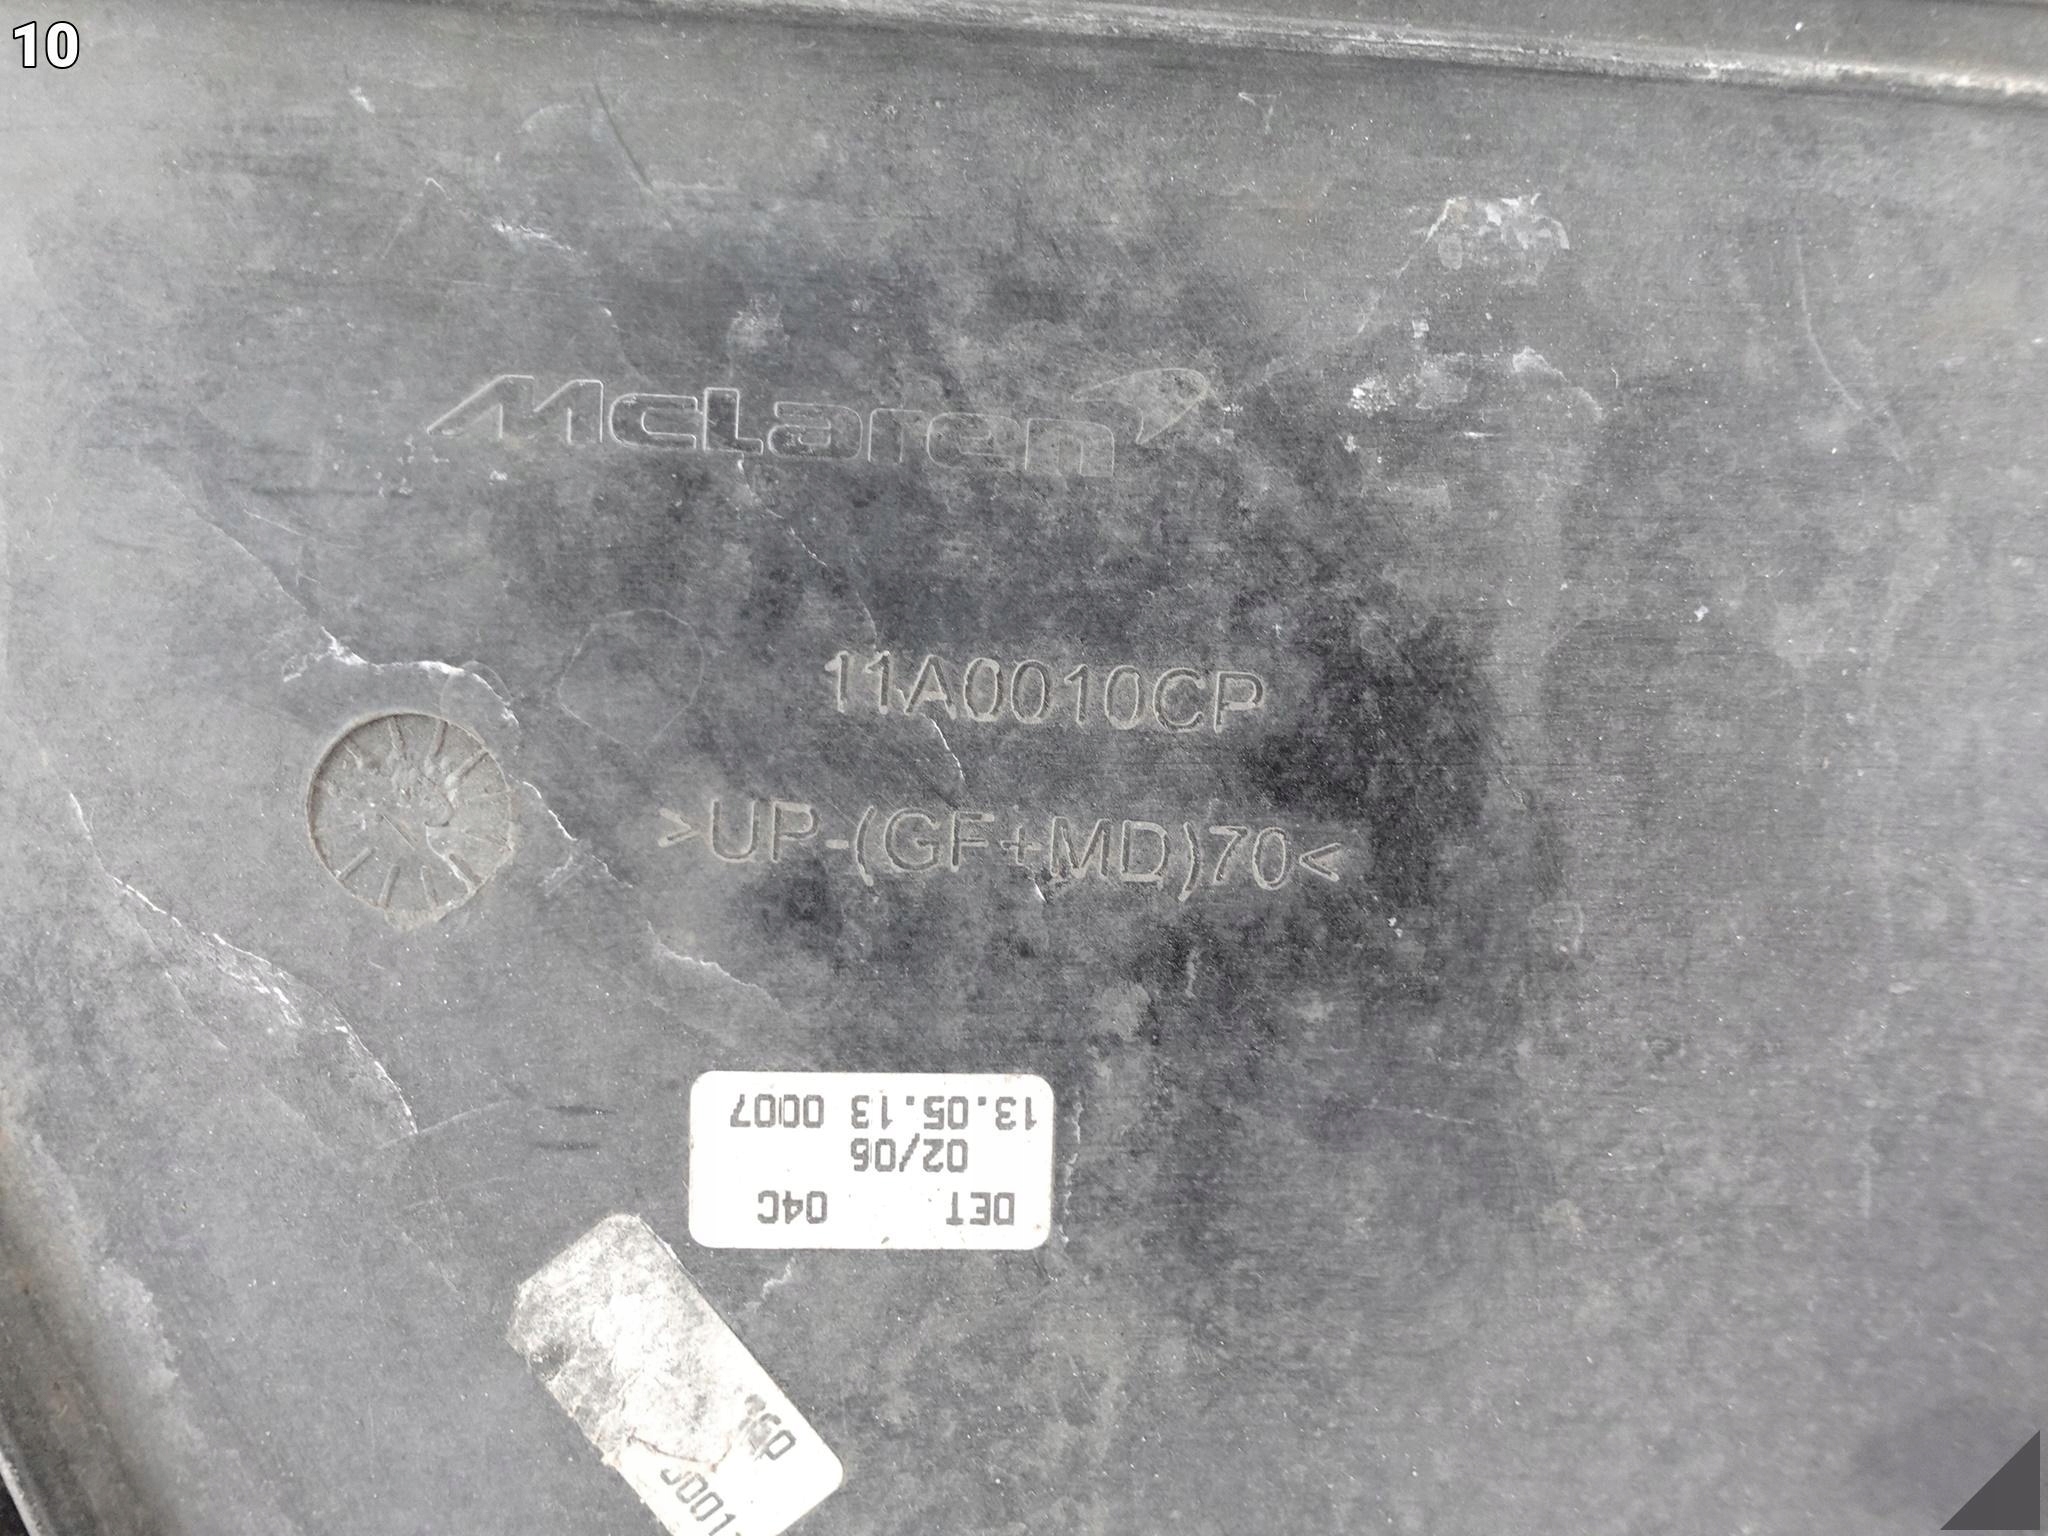 10
McLaren
11A0010CP
>UP-(GF+MD)70<
DET. 04C
02/06
13.05.13 0007